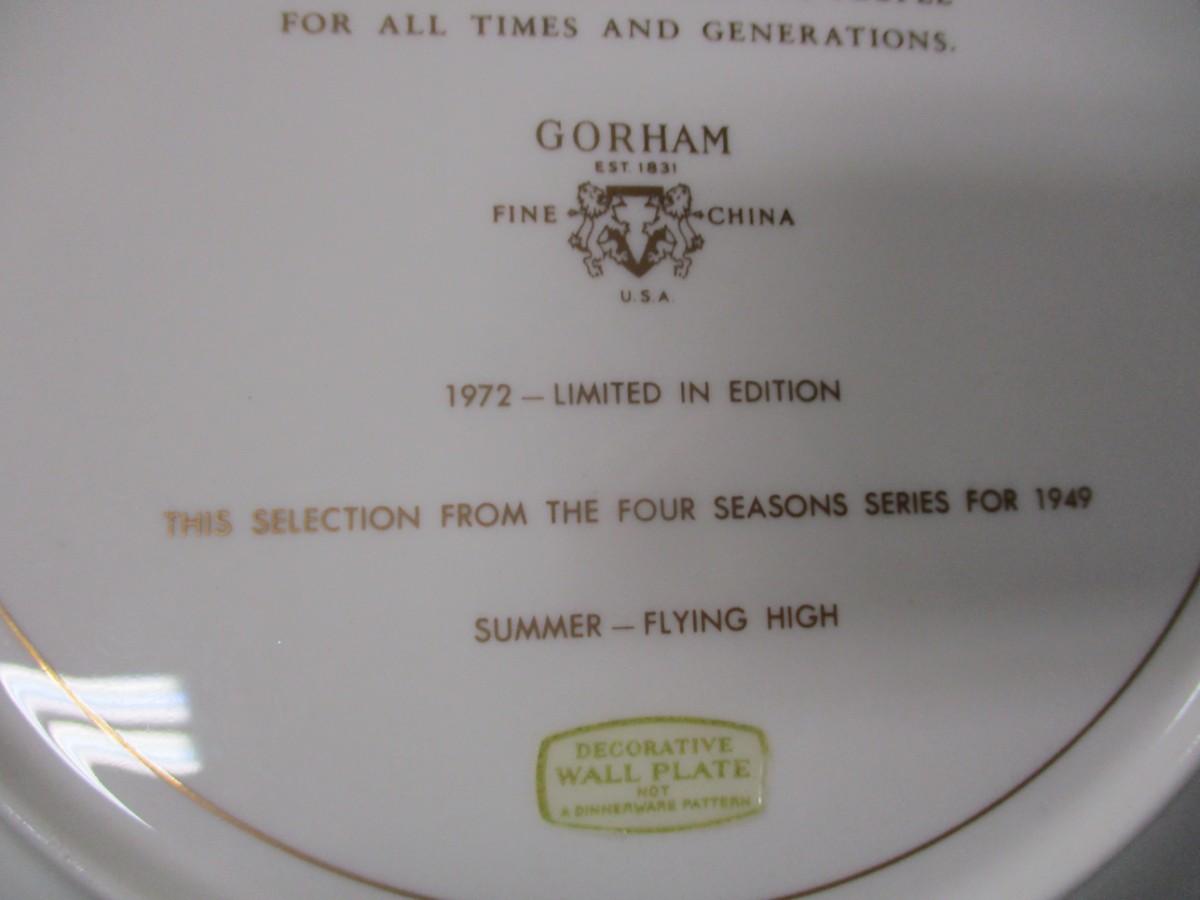 PEOPLE
FOR ALL TIMES AND GENERATIONS.
GORHAM
EST. 1831
FINE CHINA
U.S.A.
1972 — LIMITED IN EDITION
THIS SELECTION FROM THE FOUR SEASONS SERIES FOR 1949
SUMMER — FLYING HIGH
DECORATIVE
WALL PLATE
NOT
A DINNERWARE PATTERN